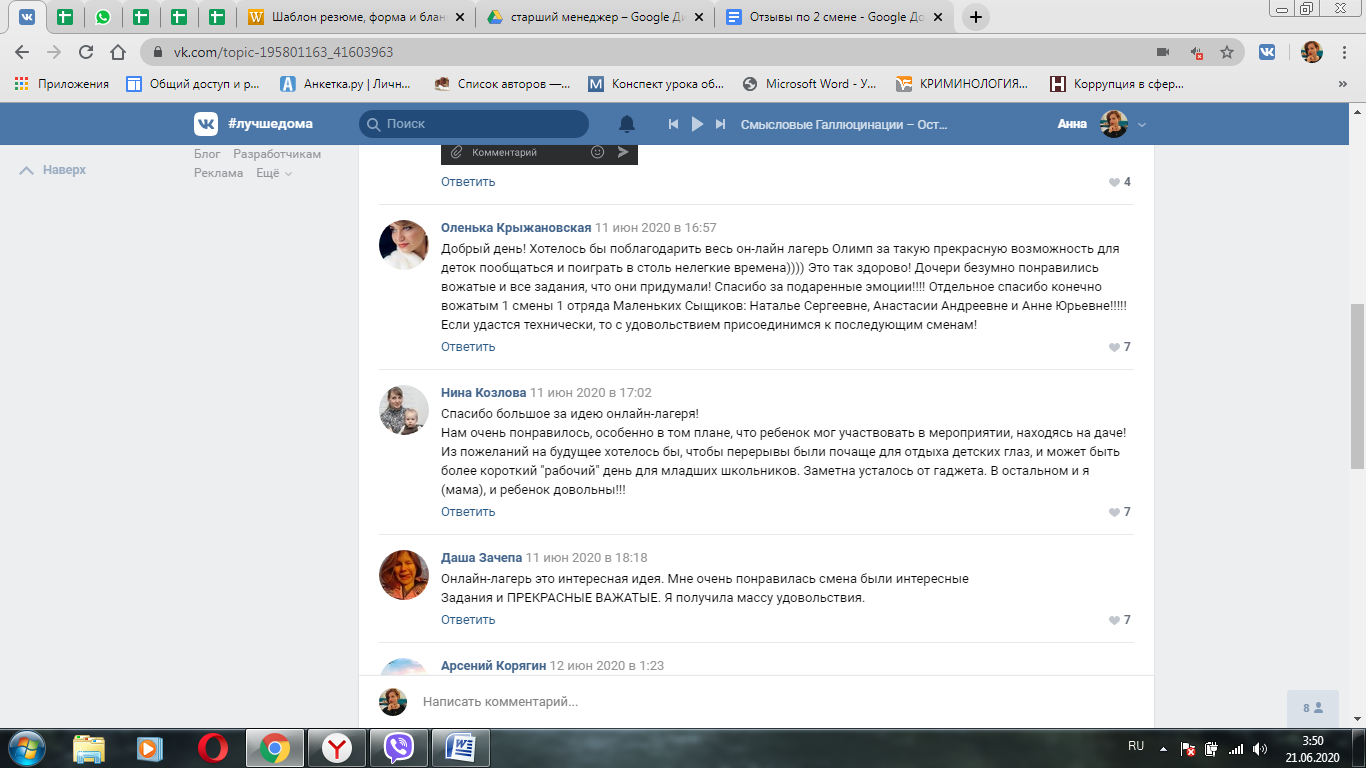 Шаблон резюме, форма и блан
старший менеджер – Google Ди
Отзывы по 2 смене - Google До
vk.com/topic-195801163_41603963
Приложения
Общий доступ и р...
Анкетка.ру | Личн...
Список авторов —...
Конспект урока об...
Microsoft Word - У...
КРИМИНОЛОГИЯ...
Коррупция в сфер...
#лучшедома
Поиск
Смысловые Галлюцинации – Ост...
Анна
Наверх
Блог Разработчикам
Реклама Ещё
Комментарий
Ответить
4
Оленька Крыжановская 11 июн 2020 в 16:57
Добрый день! Хотелось бы поблагодарить весь он-лайн лагерь Олимп за такую прекрасную возможность для
деток пообщаться и поиграть в столь нелегкие времена)))) Это так здорово! Дочери безумно понравились
вожатые и все задания, что они придумали! Спасибо за подаренные эмоции!!!! Отдельное спасибо конечно
вожатым 1 смены 1 отряда Маленьких Сыщиков: Наталье Сергеевне, Анастасии Андреевне и Анне Юрьевне!!!!!
Если удастся технически, то с удовольствием присоединимся к последующим сменам!
Ответить
7
Нина Козлова 11 июн 2020 в 17:02
Спасибо большое за идею онлайн-лагеря!
Нам очень понравилось, особенно в том плане, что ребенок мог участвовать в мероприятии, находясь на даче!
Из пожеланий на будущее хотелось бы, чтобы перерывы были почаще для отдыха детских глаз, и может быть
более короткий "рабочий" день для младших школьников. Заметна усталось от гаджета. В остальном и я
(мама), и ребенок довольны!!!
Ответить
7
Даша Зачепа 11 июн 2020 в 18:18
Онлайн-лагерь это интересная идея. Мне очень понравилась смена были интересные
Задания и ПРЕКРАСНЫЕ ВАЖАТЫЕ. Я получила массу удовольствия.
Ответить
7
Арсений Корягин 12 июн 2020 в 1:23
Написать комментарий...
8
RU
3:50
21.06.2020